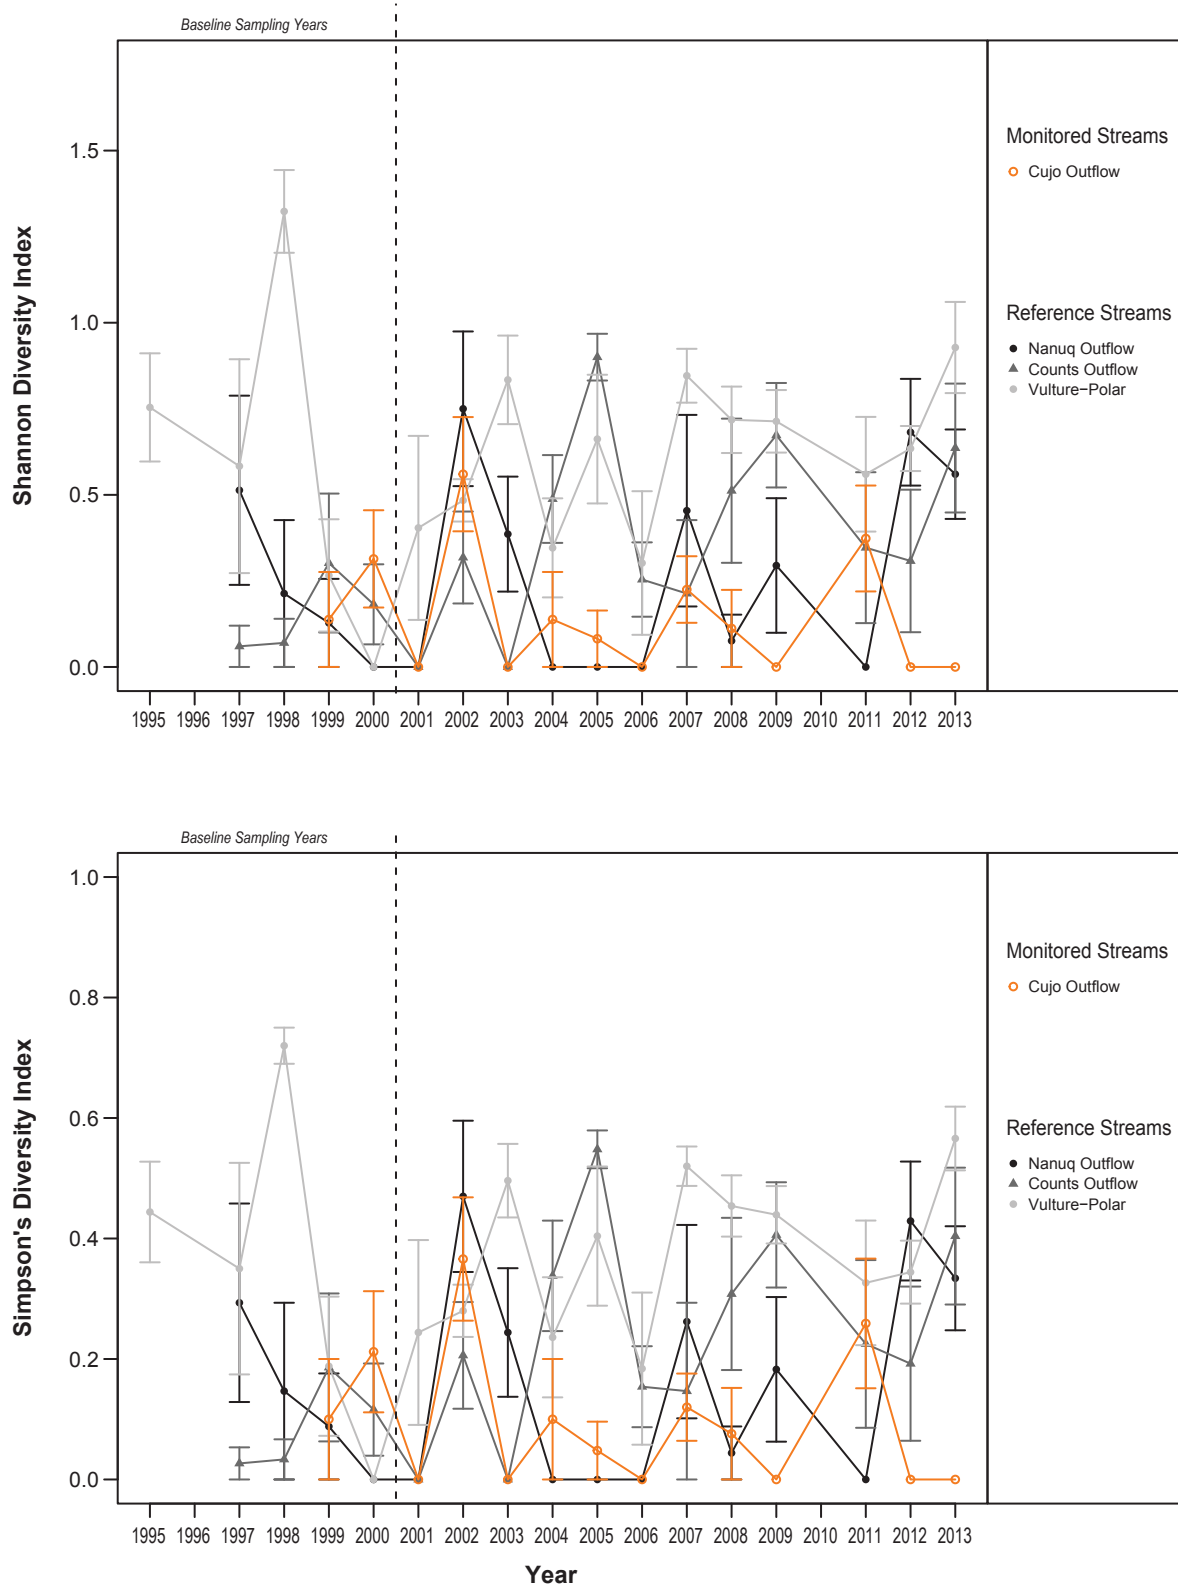 Baseline Sampling Years
Shannon Diversity Index
1.5
1.0
0.5
0.0
1995 1996 1997 1998 1999 2000 2001 2002 2003 2004 2005 2006 2007 2008 2009 2010 2011 2012 2013
Monitored Streams
Cujo Outflow
Reference Streams
Nanuq Outflow
Counts Outflow
Vulture−Polar
Baseline Sampling Years
Simpson's Diversity Index
1.0
0.8
0.6
0.4
0.2
0.0
1995 1996 1997 1998 1999 2000 2001 2002 2003 2004 2005 2006 2007 2008 2009 2010 2011 2012 2013
Year
Monitored Streams
Cujo Outflow
Reference Streams
Nanuq Outflow
Counts Outflow
Vulture−Polar